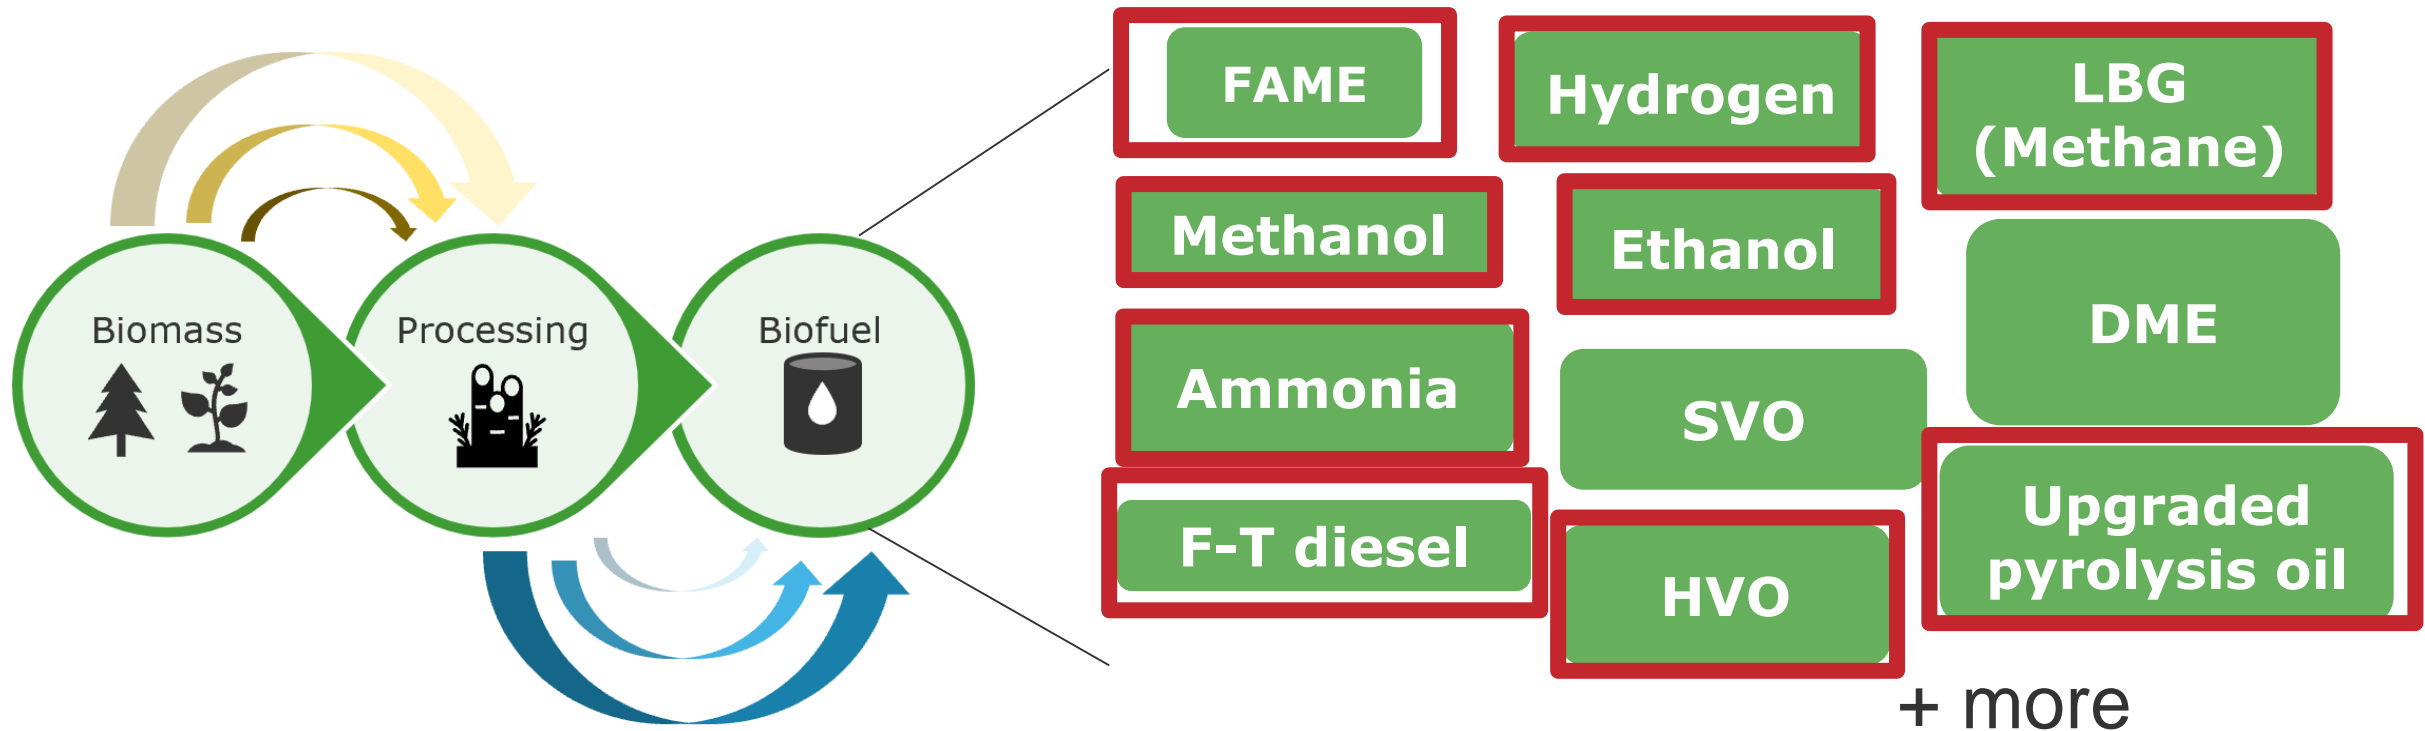 Biomass
Processing
Biofuel
FAME
Hydrogen
LBG
(Methane)
Methanol
Ethanol
DME
Ammonia
SVO
F-T diesel
HVO
Upgraded
pyrolysis oil
+ more